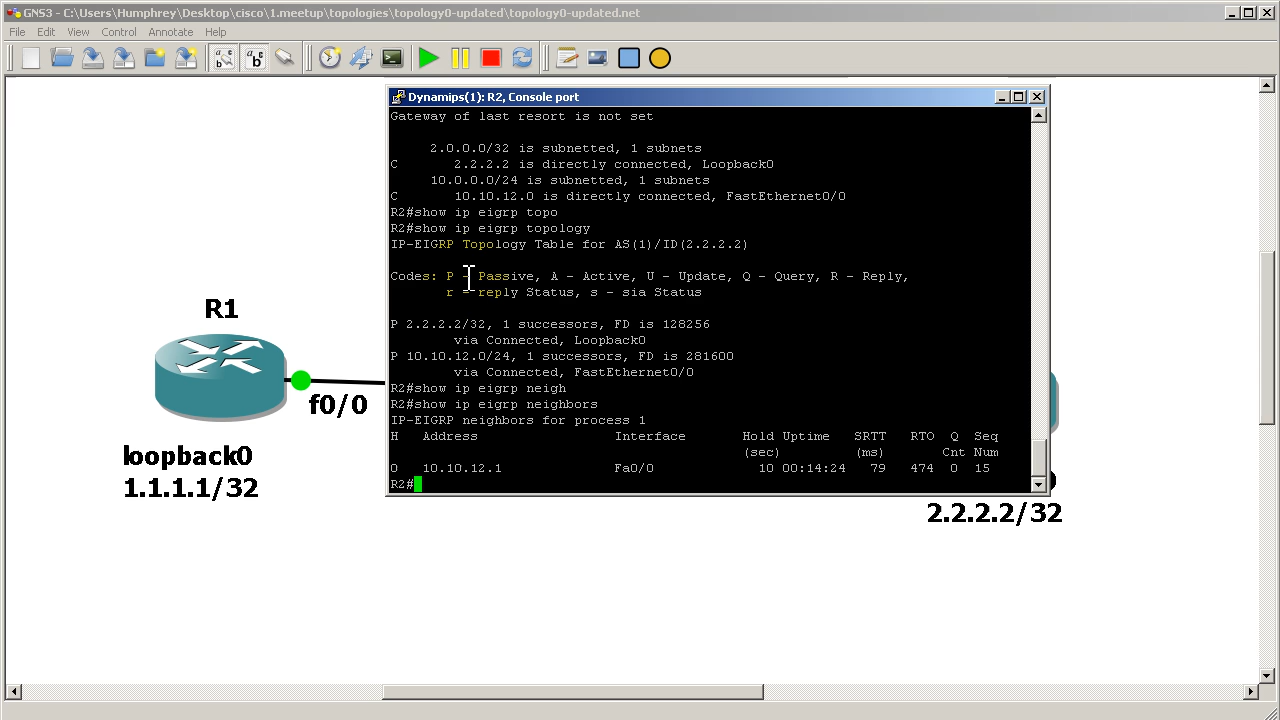 GNS3 - C:\Users\Humphrey\Desktop\cisco\1.meetup\topologies\topology0-updated\topology0-updated.net
File Edit View Control Annotate Help
Dynamips(1): R2, Console port
Gateway of last resort is not set
2.0.0.0/32 is subnetted, 1 subnets
C 2.2.2.2 is directly connected, Loopback0
10.0.0.0/24 is subnetted, 1 subnets
C 10.10.12.0 is directly connected, FastEthernet0/0
R2#show ip eigrp topo
R2#show ip eigrp topology
IP-EIGRP Topology Table for AS(1)/ID(2.2.2.2)
Codes: P - Passive, A - Active, U - Update, Q - Query, R - Reply,
r - reply Status, s - sia Status
P 2.2.2.2/32, 1 successors, FD is 128256
via Connected, Loopback0
P 10.10.12.0/24, 1 successors, FD is 281600
via Connected, FastEthernet0/0
R2#show ip eigrp neigh
R2#show ip eigrp neighbors
IP-EIGRP neighbors for process 1
H Address Interface Hold Uptime SRTT RTO Q Seq
(sec) (ms) Cnt Num
0 10.10.12.1 Fa0/0 10 00:14:24 79 474 0 15
R2#
R1
f0/0
loopback0
1.1.1.1/32
2.2.2.2/32